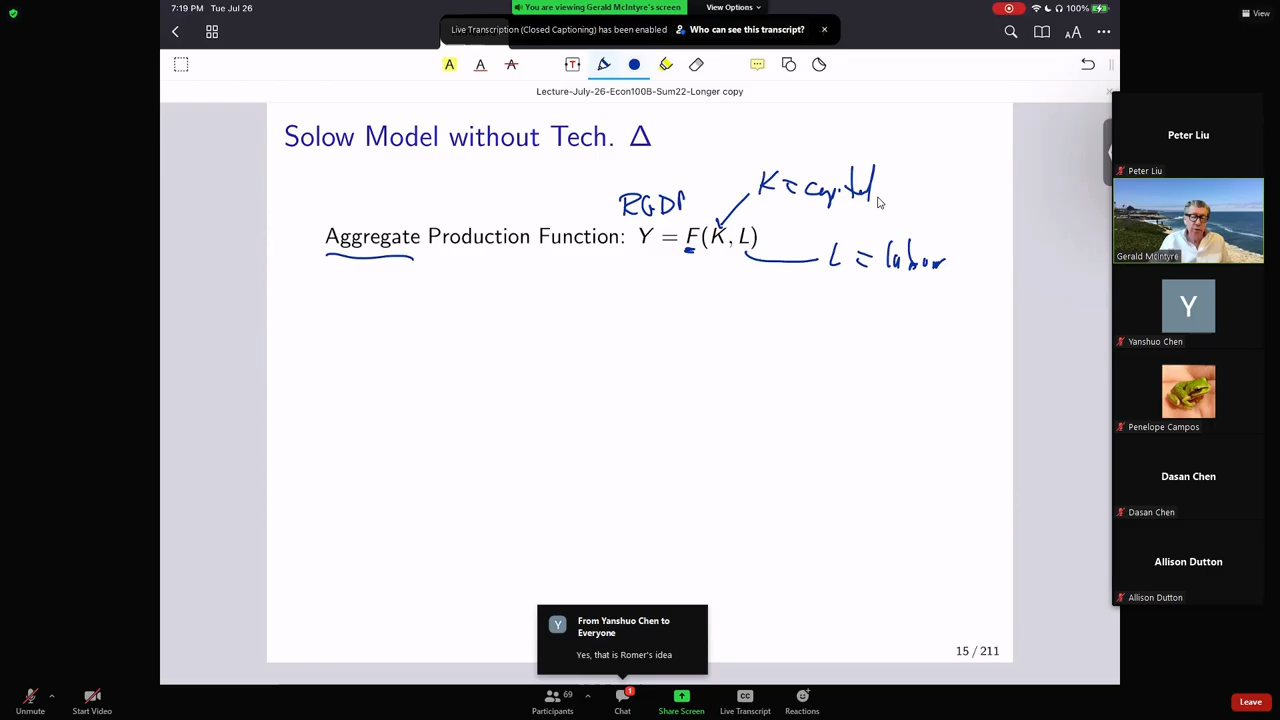 7:19 PM Tue Jul 26
You are viewing Gerald McIntyre's screen
View Options
100%
View
Live Transcription (Closed Captioning) has been enabled
Who can see this transcript?
A A A T
AA
Lecture-July-26-Econ100B-Sum22-Longer copy
Solow Model without Tech. Δ
K = capital
RGDP
Aggregate Production Function: Y = F(K, L)
L = labor
15 / 211
Peter Liu
Peter Liu
Gerald McIntyre
Y
Yanshuo Chen
Penelope Campos
Dasan Chen
Dasan Chen
Allison Dutton
Allison Dutton
Y
From Yanshuo Chen to
Everyone
Yes, that is Romer's idea
69
1
CC
Unmute
Start Video
Participants
Chat
Share Screen
Live Transcript
Reactions
Leave